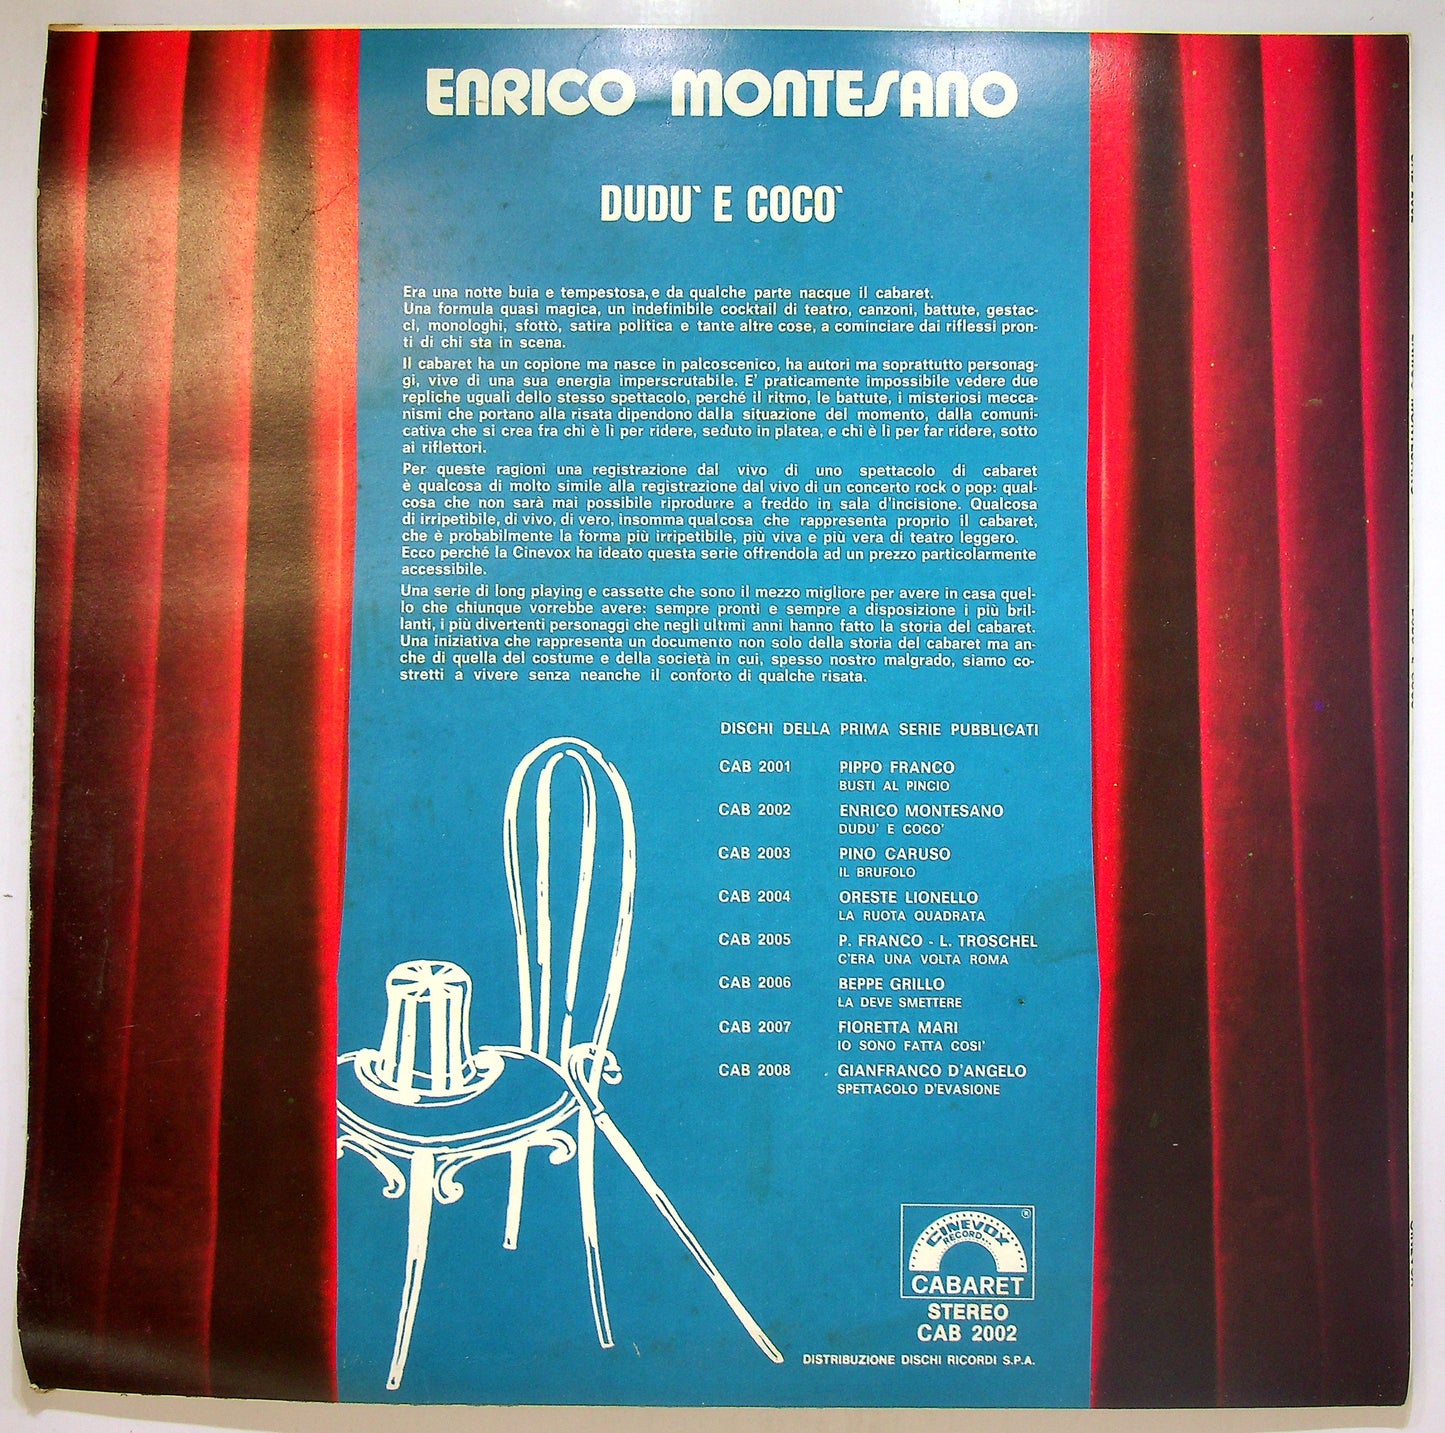 ENRICO MONTESANO
DUDU` E COCO`
Era una notte buia e tempestosa, e da qualche parte nacque il cabaret.
Una formula quasi magica, un indefinibile cocktail di teatro, canzoni, battute, gestac-
ci, monologhi, sfottò, satira politica e tante altre cose, a cominciare dai riflessi pron-
ti di chi sta in scena.
Il cabaret ha un copione ma nasce in palcoscenico, ha autori ma soprattutto personag-
gi, vive di una sua energia imperscrutabile. E' praticamente impossibile vedere due
repliche uguali dello stesso spettacolo, perché il ritmo, le battute, i misteriosi mecca-
nismi che portano alla risata dipendono dalla situazione del momento, dalla comuni-
cativa che si crea fra chi è lì per ridere, seduto in platea, e chi è lì per far ridere, sotto
ai riflettori.
Per queste ragioni una registrazione dal vivo di uno spettacolo di cabaret
è qualcosa di molto simile alla registrazione dal vivo di un concerto rock o pop: qual-
cosa che non sarà mai possibile riprodurre a freddo in sala d'incisione. Qualcosa
di irripetibile, di vivo, di vero, insomma qualcosa che rappresenta proprio il cabaret,
che è probabilmente la forma più irripetibile, più viva e più vera di teatro leggero.
Ecco perché la Cinevox ha ideato questa serie offrendola ad un prezzo particolarmente
accessibile.
Una serie di long playing e cassette che sono il mezzo migliore per avere in casa quel-
lo che chiunque vorrebbe avere: sempre pronti e sempre a disposizione i più bril-
lanti, i più divertenti personaggi che negli ultimi anni hanno fatto la storia del cabaret.
Una iniziativa che rappresenta un documento non solo della storia del cabaret ma an-
che di quella del costume e della società in cui, spesso nostro malgrado, siamo co-
stretti a vivere senza neanche il conforto di qualche risata.
DISCHI DELLA PRIMA SERIE PUBBLICATI
CAB 2001 PIPPO FRANCO
BUSTI AL PINCIO
CAB 2002 ENRICO MONTESANO
DUDU' E COCO'
CAB 2003 PINO CARUSO
IL BRUFOLO
CAB 2004 ORESTE LIONELLO
LA RUOTA QUADRATA
CAB 2005 P. FRANCO - L. TROSCHEL
C'ERA UNA VOLTA ROMA
CAB 2006 BEPPE GRILLO
LA DEVE SMETTERE
CAB 2007 FIORETTA MARI
IO SONO FATTA COSI'
CAB 2008 GIANFRANCO D'ANGELO
SPETTACOLO D'EVASIONE
®
CINEVOX
RECORD
CABARET
STEREO
CAB 2002
DISTRIBUZIONE DISCHI RICORDI S.P.A.